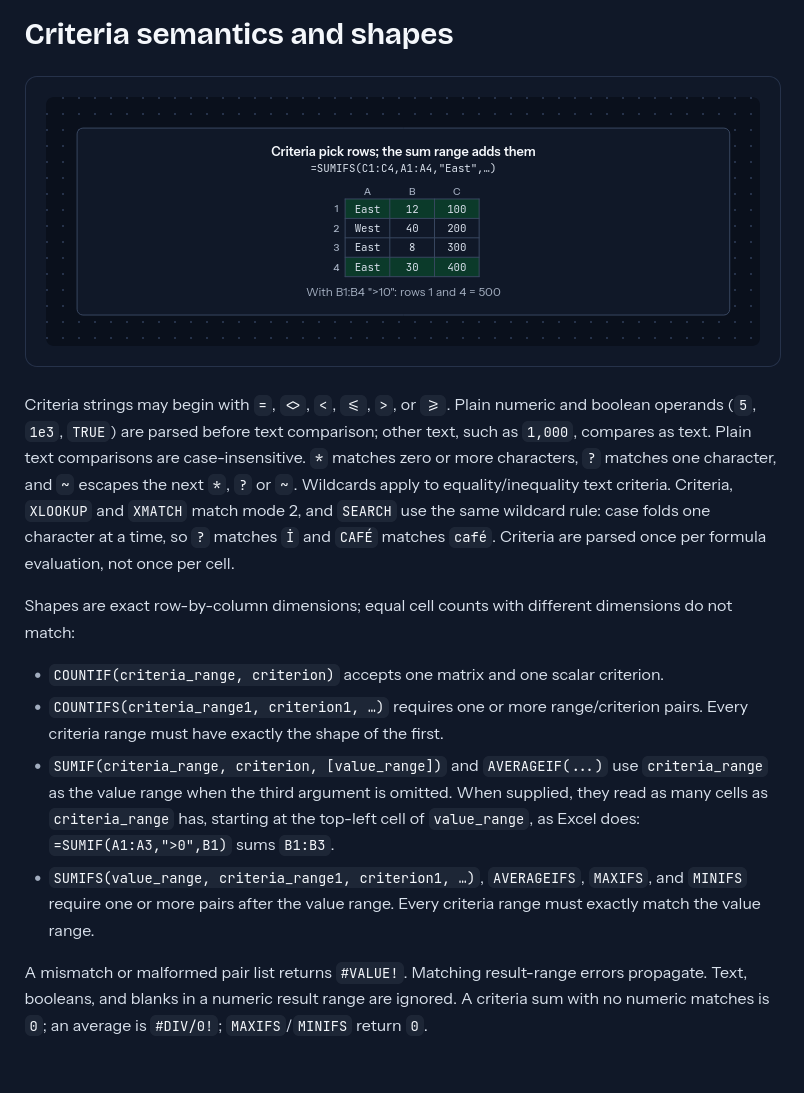 Criteria semantics and shapes
Criteria pick rows; the sum range adds them
=SUMIFS(C1:C4,A1:A4,"East",…)
A B C
1 East 12 100
2 West 40 200
3 East 8 300
4 East 30 400
With B1:B4 ">10": rows 1 and 4 = 500
Criteria strings may begin with =, <>, <, <=, >, or >=. Plain numeric and boolean operands (5,
1e3, TRUE) are parsed before text comparison; other text, such as 1,000, compares as text. Plain
text comparisons are case-insensitive. * matches zero or more characters, ? matches one character,
and ~ escapes the next *, ? or ~. Wildcards apply to equality/inequality text criteria. Criteria,
XLOOKUP and XMATCH match mode 2, and SEARCH use the same wildcard rule: case folds one
character at a time, so ? matches İ and CAFÉ matches café. Criteria are parsed once per formula
evaluation, not once per cell.
Shapes are exact row-by-column dimensions; equal cell counts with different dimensions do not
match:
• COUNTIF(criteria_range, criterion) accepts one matrix and one scalar criterion.
• COUNTIFS(criteria_range1, criterion1, …) requires one or more range/criterion pairs. Every
criteria range must have exactly the shape of the first.
• SUMIF(criteria_range, criterion, [value_range]) and AVERAGEIF(...) use criteria_range
as the value range when the third argument is omitted. When supplied, they read as many cells as
criteria_range has, starting at the top-left cell of value_range, as Excel does:
=SUMIF(A1:A3,">0",B1) sums B1:B3.
• SUMIFS(value_range, criteria_range1, criterion1, …), AVERAGEIFS, MAXIFS, and MINIFS
require one or more pairs after the value range. Every criteria range must exactly match the value
range.
A mismatch or malformed pair list returns #VALUE!. Matching result-range errors propagate. Text,
booleans, and blanks in a numeric result range are ignored. A criteria sum with no numeric matches is
0; an average is #DIV/0!; MAXIFS/MINIFS return 0.